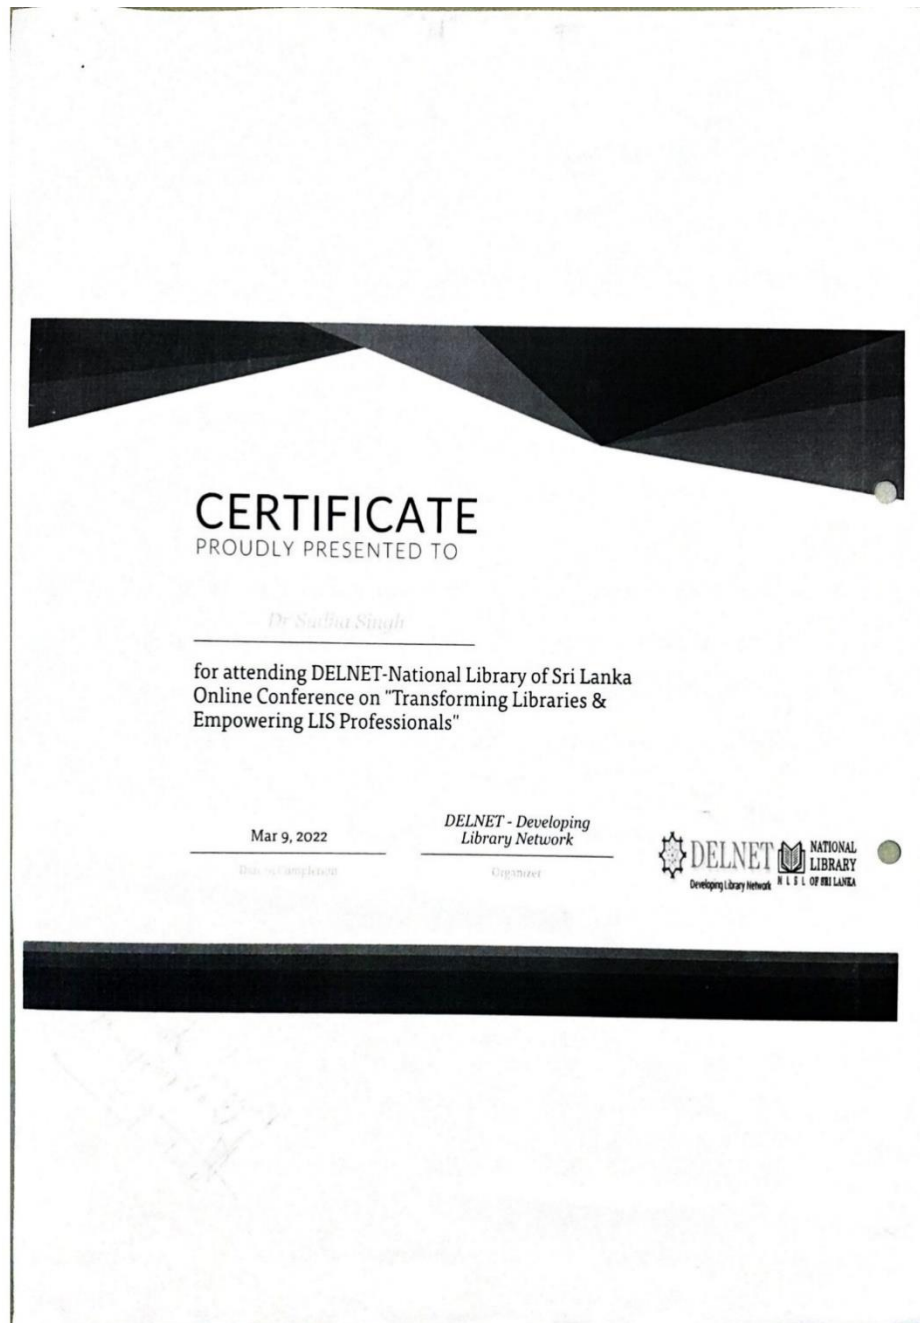 CERTIFICATE
PROUDLY PRESENTED TO
Dr Sudha Singh
for attending DELNET-National Library of Sri Lanka
Online Conference on "Transforming Libraries &
Empowering LIS Professionals"
Mar 9, 2022
DELNET - Developing
Library Network
Organizer
DELNET
Developing Library Network
NATIONAL
LIBRARY
OF SRI LANKA
N L S L